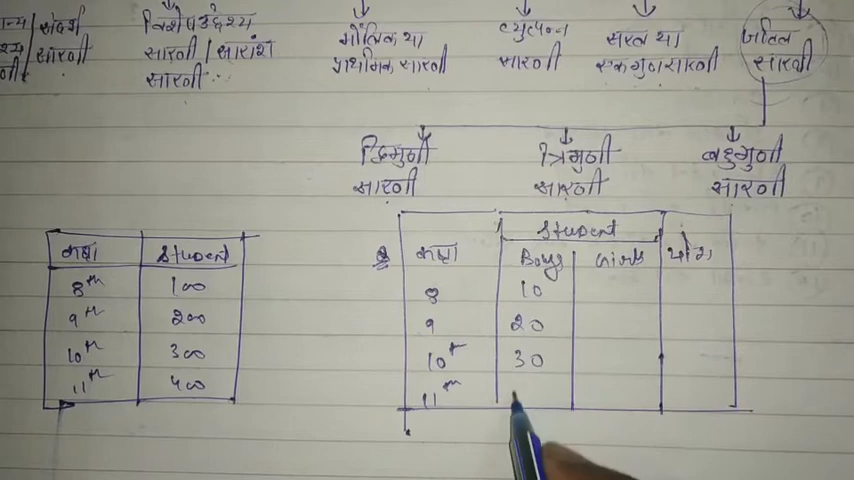 संदर्भ
सारणी
विशेष उद्देश्य
सारणी / सारांश
सारणी
मौलिक या
प्राथमिक सारणी
व्युत्पन्न
सारणी
सरल या
एकगुण सारणी
जटिल
सारणी
द्विगुणी
सारणी
त्रिगुणी
सारणी
बहुगुणी
सारणी
कक्षा Student
8th 100
9th 200
10th 300
11th 400
Student
कक्षा Boys Girls योग
8 10
9 20
10th 30
11th